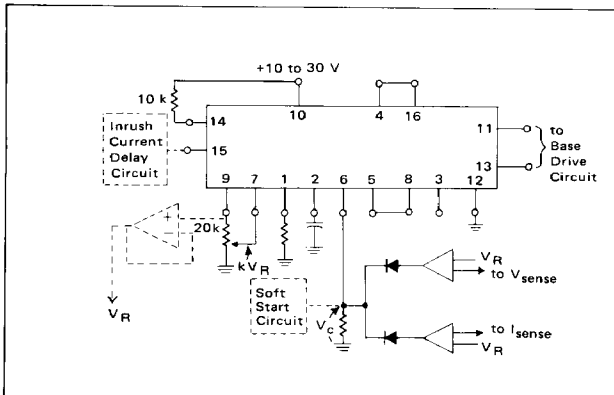 +10 to 30 V
10 k
10
4
16
Inrush
Current
Delay
Circuit
14
15
11
13
to
Base
Drive
Circuit
9
7
1
2
6
5
8
3
12
+
−
20k
kV_R
V_R
Soft
Start
Circuit
V_C
V_R
to V_sense
to I_sense
V_R